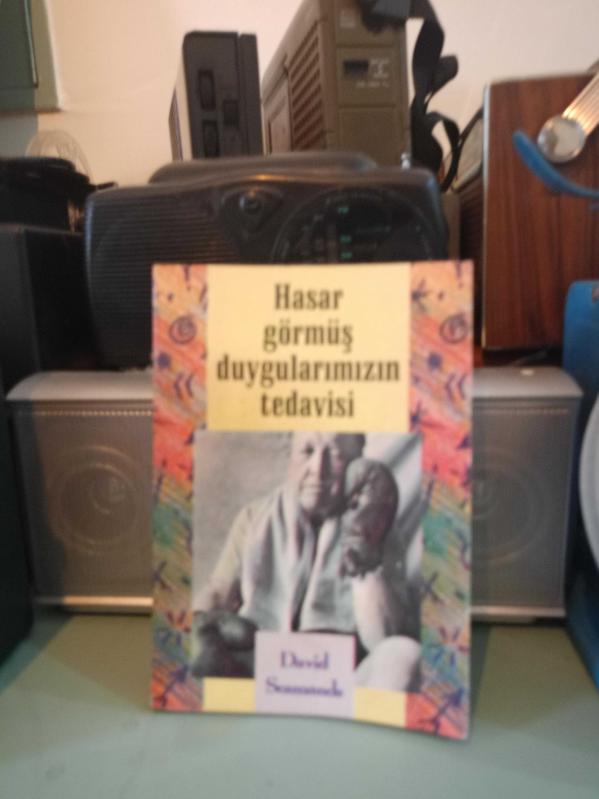 Hasar
görmüş
duygularımızın
tedavisi
David